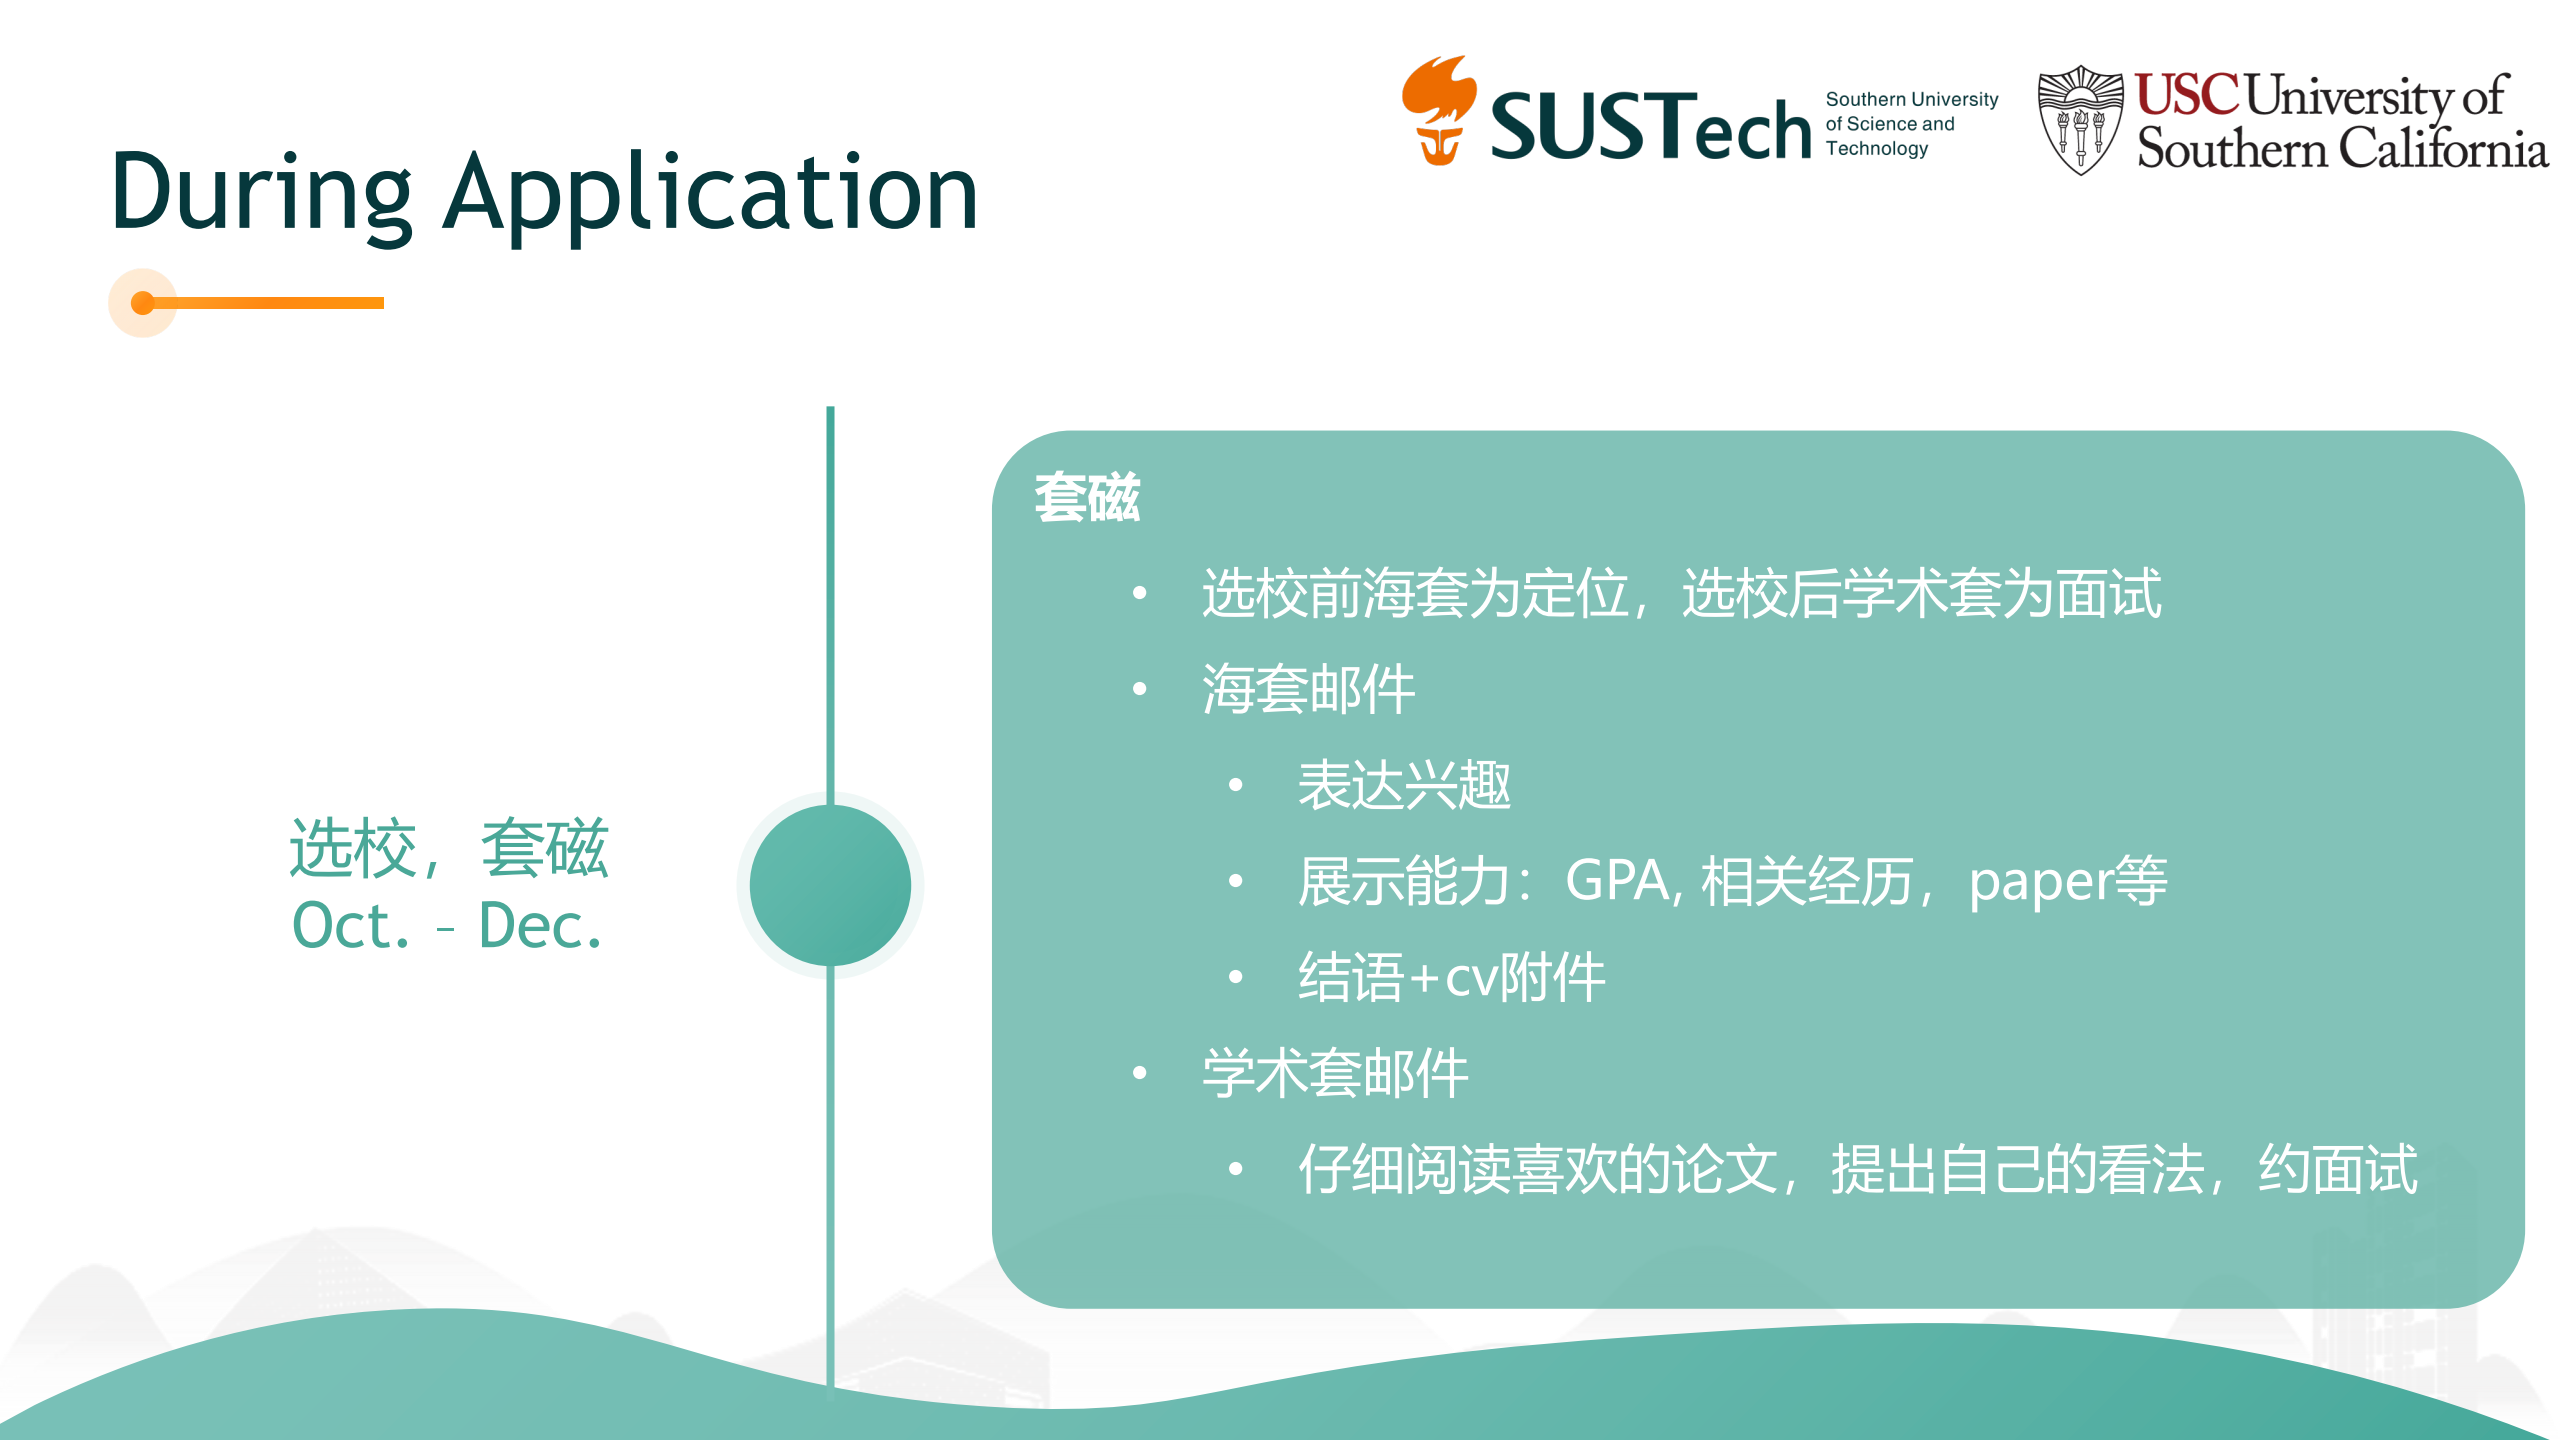 During Application
SUSTech
Southern University
of Science and
Technology
USC University of
Southern California
选校，套磁
Oct. - Dec.
套磁
• 选校前海套为定位，选校后学术套为面试
• 海套邮件
• 表达兴趣
• 展示能力：GPA, 相关经历，paper等
• 结语+cv附件
• 学术套邮件
• 仔细阅读喜欢的论文，提出自己的看法，约面试